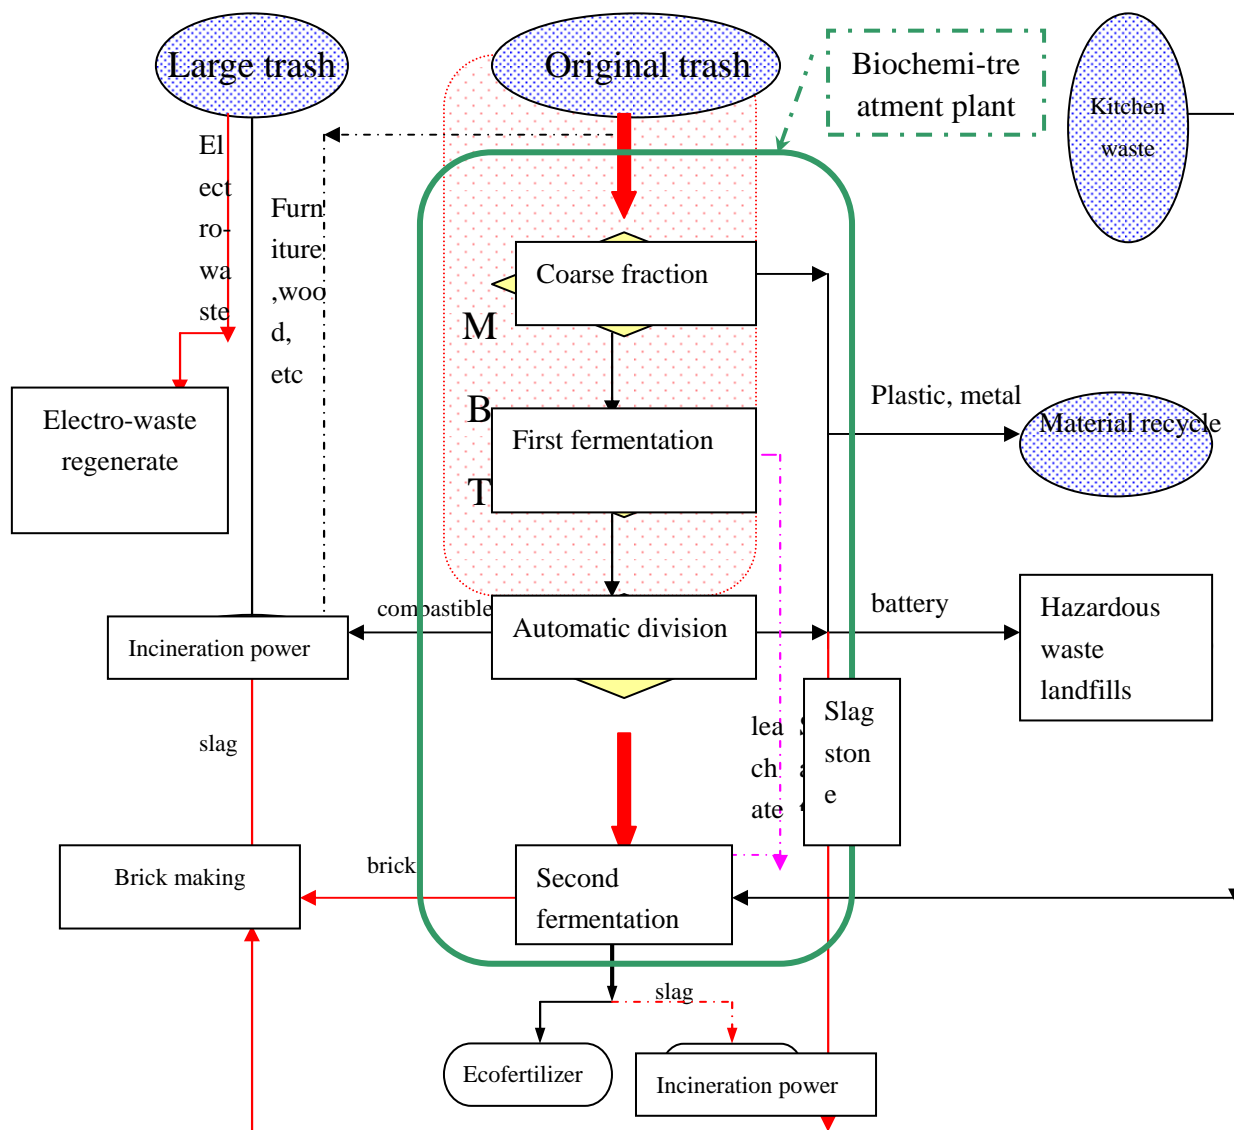 Large trash
Original trash
Biochemi-tre
atment plant
Kitchen
waste
El
ect
ro-
wa
ste
Furn
iture
,woo
d,
etc
Coarse fraction
M
Plastic, metal
Material recycle
B
First fermentation
T
Electro-waste
regenerate
combastible
Automatic division
battery
Hazardous
waste
landfills
Incineration power
slag
lea
ch
ate
Slag
ston
e
Brick making
brick
Second
fermentation
slag
Ecofertilizer
Incineration power